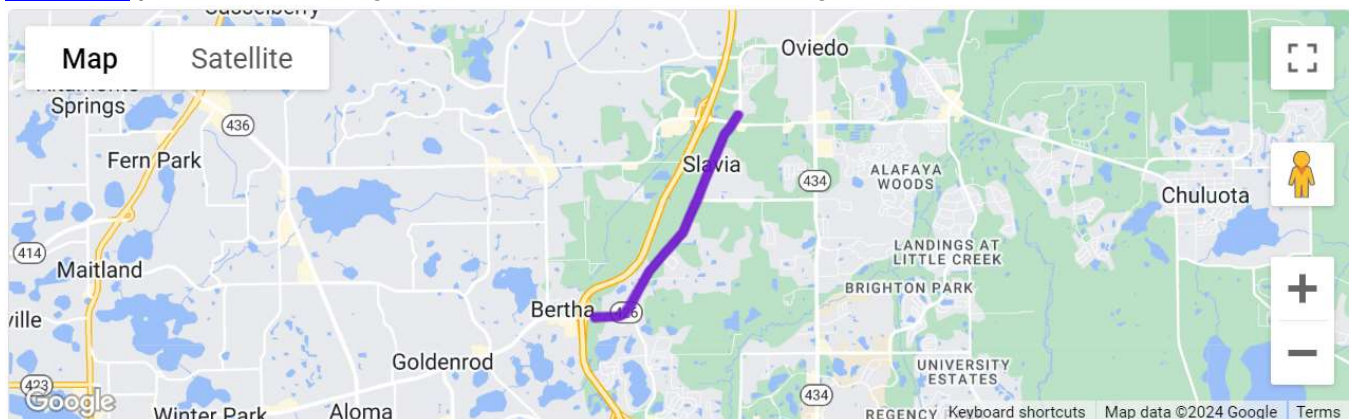 Map
Satellite
Oviedo
Springs
436
Fern Park
Slavia
434
ALAFAYA
WOODS
Chuluota
414
Maitland
LANDINGS AT
LITTLE CREEK
BRIGHTON PARK
Bertha
426
ville
Goldenrod
UNIVERSITY
ESTATES
423
Google
Winter Park
Aloma
434
REGENCY
Keyboard shortcuts
Map data ©2024 Google
Terms